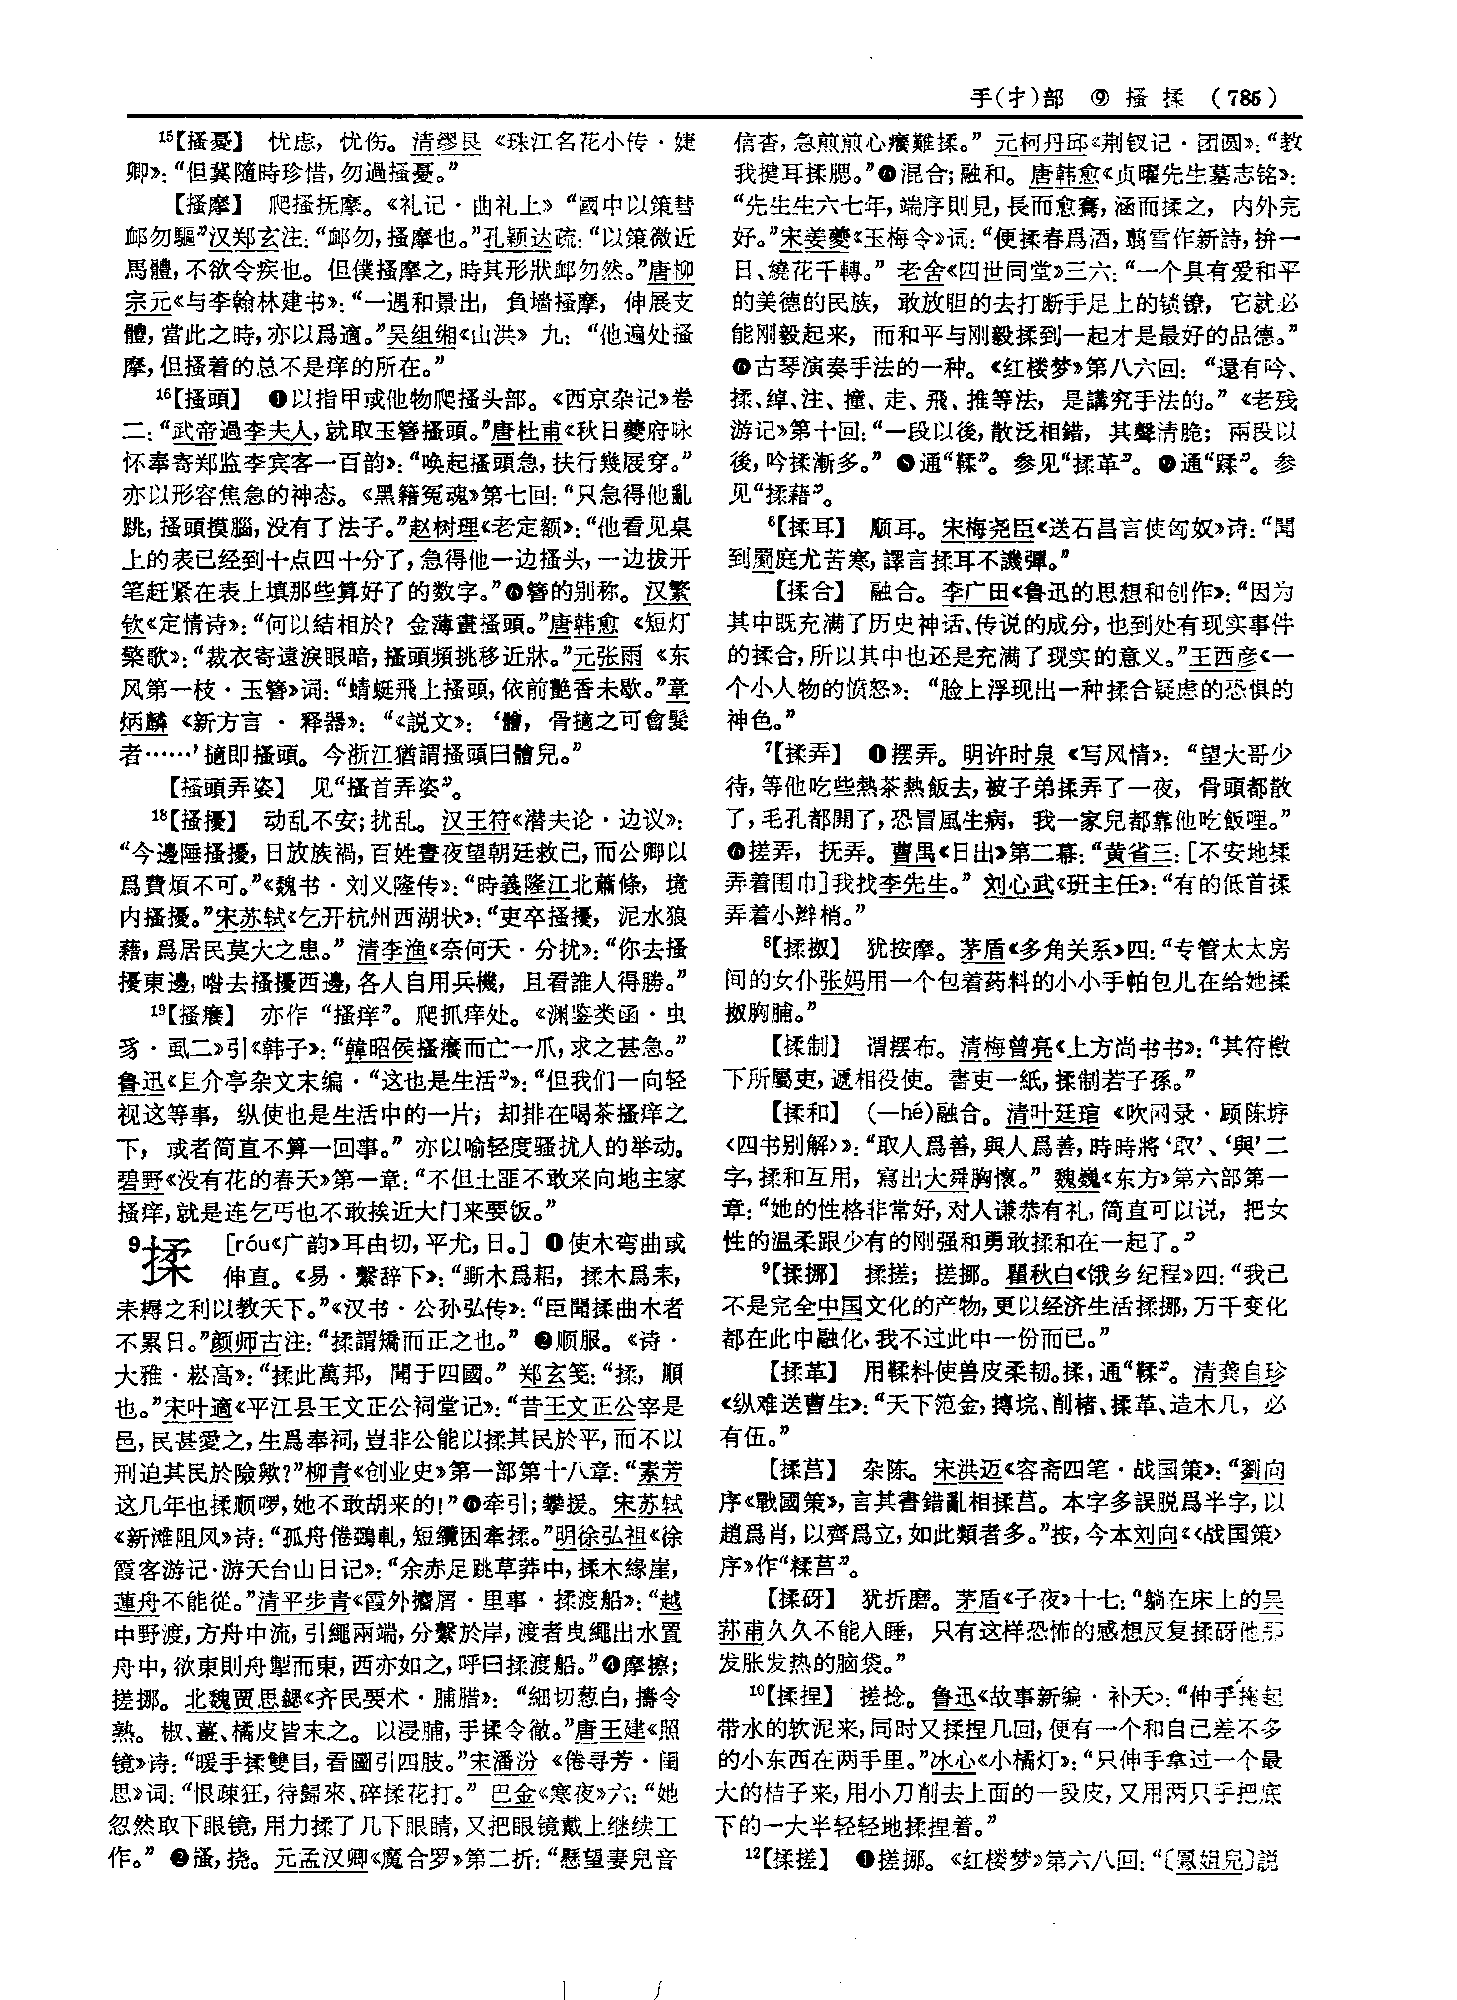 手(扌)部 ⑨ 搔 揉 (785)
15【搔憂】 忧虑，忧伤。清缪艮《珠江名花小传·婕
卿》：“但冀隨時珍惜，勿過搔憂。”
【搔摩】 爬搔抚摩。《礼记·曲礼上》“國中以策彗
卹勿驅”汉郑玄注：“卹勿，搔摩也。”孔颖达疏：“以策微近
馬體，不欲令疾也。但僕搔摩之，時其形狀卹勿然。”唐柳
宗元《与李翰林建书》：“一遇和景出，負墙搔摩，伸展支
體，當此之時，亦以爲適。”吴组缃《山洪》九：“他遍处搔
摩，但搔着的总不是痒的所在。”
16【搔頭】 ❶以指甲或他物爬搔头部。《西京杂记》卷
二：“武帝過李夫人，就取玉簪搔頭。”唐杜甫《秋日夔府咏
怀奉寄郑监李宾客一百韵》：“唤起搔頭急，扶行幾屐穿。”
亦以形容焦急的神态。《黑籍冤魂》第七回：“只急得他亂
跳，搔頭摸腦，没有了法子。”赵树理《老定额》：“他看见桌
上的表已经到十点四十分了，急得他一边搔头，一边拔开
笔赶紧在表上填那些算好了的数字。”❷簪的别称。汉繁
钦《定情诗》：“何以結相於？金薄畫搔頭。”唐韩愈《短灯
檠歌》：“裁衣寄遠淚眼暗，搔頭頻挑移近牀。”元张雨《东
风第一枝·玉簪》词：“蜻蜓飛上搔頭，依前艷香未歇。”章
炳麟《新方言·释器》：“《説文》：‘䯤，骨擿之可會髮
者……’擿即搔頭。今浙江猶謂搔頭曰䯤兒。”
【搔頭弄姿】 见“搔首弄姿”。
18【搔擾】 动乱不安；扰乱。汉王符《潜夫论·边议》：
“今邊陲搔擾，日放族禍，百姓晝夜望朝廷救己，而公卿以
爲費煩不可。”《魏书·刘义隆传》：“時義隆江北蕭條，境
内搔擾。”宋苏轼《乞开杭州西湖状》：“吏卒搔擾，泥水狼
藉，爲居民莫大之患。”清李渔《奈何天·分扰》：“你去搔
擾東邊，喒去搔擾西邊，各人自用兵機，且看誰人得勝。”
19【搔癢】 亦作“搔痒”。爬抓痒处。《渊鉴类函·虫
豸·虱二》引《韩子》：“韓昭侯搔癢而亡一爪，求之甚急。”
鲁迅《且介亭杂文末编·“这也是生活”》：“但我们一向轻
视这等事，纵使也是生活中的一片，却排在喝茶搔痒之
下，或者简直不算一回事。”亦以喻轻度骚扰人的举动。
碧野《没有花的春天》第一章：“不但土匪不敢来向地主家
搔痒，就是连乞丐也不敢挨近大门来要饭。”
9揉 [róu《广韵》耳由切，平尤，日。] ❶使木弯曲或
伸直。《易·繫辞下》：“斲木爲耜，揉木爲耒，
耒耨之利以教天下。”《汉书·公孙弘传》：“臣聞揉曲木者
不累日。”颜师古注：“揉謂矯而正之也。”❷顺服。《诗·
大雅·崧高》：“揉此萬邦，聞于四國。”郑玄笺：“揉，順
也。”宋叶適《平江县王文正公祠堂记》：“昔王文正公宰是
邑，民甚愛之，生爲奉祠，豈非公能以揉其民於平，而不以
刑迫其民於險歟？”柳青《创业史》第一部第十八章：“素芳
这几年也揉顺啰，她不敢胡来的！”❸牵引；攀援。宋苏轼
《新滩阻风》诗：“孤舟倦鵶軋，短纜困牽揉。”明徐弘祖《徐
霞客游记·游天台山日记》：“余赤足跳草莽中，揉木緣崖，
蓮舟不能從。”清平步青《霞外攟屑·里事·揉渡船》：“越
中野渡，方舟中流，引繩兩端，分繫於岸，渡者曳繩出水置
舟中，欲東則舟掣而東，西亦如之，呼曰揉渡船。”❹摩擦；
搓挪。北魏贾思勰《齐民要术·脯腊》：“細切葱白，擣令
熟。椒、薑、橘皮皆末之。以浸脯，手揉令徹。”唐王建《照
镜》诗：“暖手揉雙目，看圖引四肢。”宋潘汾《倦寻芳·闺
思》词：“恨疎狂，待歸來、碎揉花打。”巴金《寒夜》六：“她
忽然取下眼镜，用力揉了几下眼睛，又把眼镜戴上继续工
作。”❺搔，挠。元孟汉卿《魔合罗》第二折：“懸望妻兒音
信杳，急煎煎心癢難揉。”元柯丹邱《荆钗记·团圆》：“教
我揵耳揉腮。”❻混合；融和。唐韩愈《贞曜先生墓志铭》：
“先生生六七年，端序則見，長而愈騫，涵而揉之，内外完
好。”宋姜夔《玉梅令》词：“便揉春爲酒，翦雪作新詩，拚一
日、繞花千轉。”老舍《四世同堂》三六：“一个具有爱和平
的美德的民族，敢放胆的去打断手足上的锁镣，它就必
能刚毅起来，而和平与刚毅揉到一起才是最好的品德。”
❼古琴演奏手法的一种。《红楼梦》第八六回：“還有吟、
揉、綽、注、撞、走、飛、推等法，是講究手法的。”《老残
游记》第十回：“一段以後，散泛相錯，其聲清脆；兩段以
後，吟揉漸多。”❽通“鞣”。参见“揉革”。❾通“蹂”。参
见“揉藉”。
6【揉耳】 顺耳。宋梅尧臣《送石昌言使匈奴》诗：“聞
到罽庭尤苦寒，譯言揉耳不譏彈。”
【揉合】 融合。李广田《鲁迅的思想和创作》：“因为
其中既充满了历史神话、传说的成分，也到处有现实事件
的揉合，所以其中也还是充满了现实的意义。”王西彦《一
个小人物的愤怒》：“脸上浮现出一种揉合疑虑的恐惧的
神色。”
7【揉弄】 ❶摆弄。明许时泉《写风情》：“望大哥少
待，等他吃些熱茶熱飯去，被子弟揉弄了一夜，骨頭都散
了，毛孔都開了，恐冒風生病，我一家兒都靠他吃飯哩。”
❷搓弄，抚弄。曹禺《日出》第二幕：“黄省三：[不安地揉
弄着围巾]我找李先生。”刘心武《班主任》：“有的低首揉
弄着小辫梢。”
8【揉挼】 犹按摩。茅盾《多角关系》四：“专管太太房
间的女仆张妈用一个包着药料的小小手帕包儿在给她揉
挼胸脯。”
【揉制】 谓摆布。清梅曾亮《上方尚书书》：“其符檄
下所屬吏，遞相役使。書吏一紙，揉制若子孫。”
【揉和】 (—hé)融合。清叶廷琯《吹网录·顾陈垿
〈四书别解〉》：“取人爲善，與人爲善，時時將‘取’、‘與’二
字，揉和互用，寫出大舜胸懷。”魏巍《东方》第六部第一
章：“她的性格非常好，对人谦恭有礼，简直可以说，把女
性的温柔跟少有的刚强和勇敢揉和在一起了。”
9【揉挪】 揉搓；搓挪。瞿秋白《饿乡纪程》四：“我已
不是完全中国文化的产物，更以经济生活揉挪，万千变化
都在此中融化，我不过此中一份而已。”
【揉革】 用鞣料使兽皮柔韧。揉，通“鞣”。清龚自珍
《纵难送曹生》：“天下范金，摶垸、削楮、揉革、造木几，必
有伍。”
【揉莒】 杂陈。宋洪迈《容斋四笔·战国策》：“劉向
序《戰國策》，言其書錯亂相揉莒。本字多誤脱爲半字，以
趙爲肖，以齊爲立，如此類者多。”按，今本刘向《〈战国策〉
序》作“糅莒”。
【揉砑】 犹折磨。茅盾《子夜》十七：“躺在床上的吴
荪甫久久不能入睡，只有这样恐怖的感想反复揉砑他那
发胀发热的脑袋。”
10【揉捏】 搓捻。鲁迅《故事新编·补天》：“伸手掬起
带水的软泥来，同时又揉捏几回，便有一个和自己差不多
的小东西在两手里。”冰心《小橘灯》：“只伸手拿过一个最
大的桔子来，用小刀削去上面的一段皮，又用两只手把底
下的一大半轻轻地揉捏着。”
12【揉搓】 ❶搓挪。《红楼梦》第六八回：“〔鳳姐兒〕説